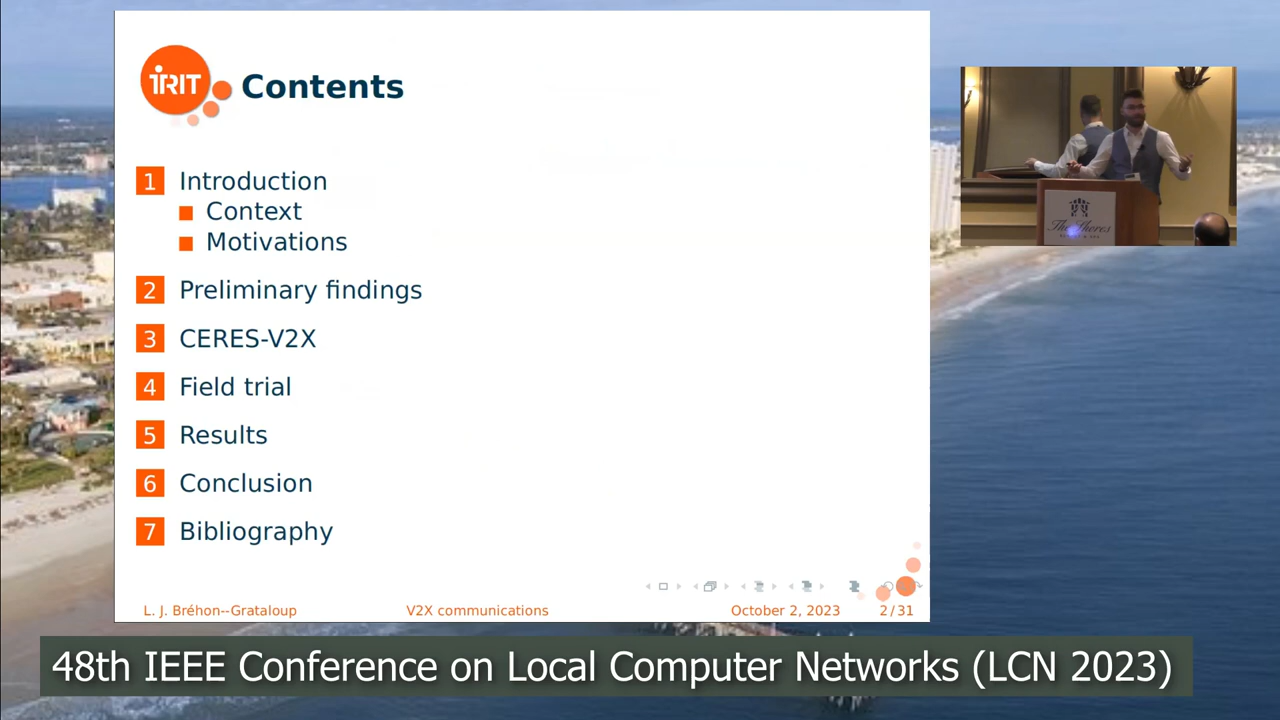 iRIT
Contents
1 Introduction
Context
Motivations
2 Preliminary findings
3 CERES-V2X
4 Field trial
5 Results
6 Conclusion
7 Bibliography
L. J. Bréhon--Grataloup V2X communications October 2, 2023 2/31
The Shores
48th IEEE Conference on Local Computer Networks (LCN 2023)